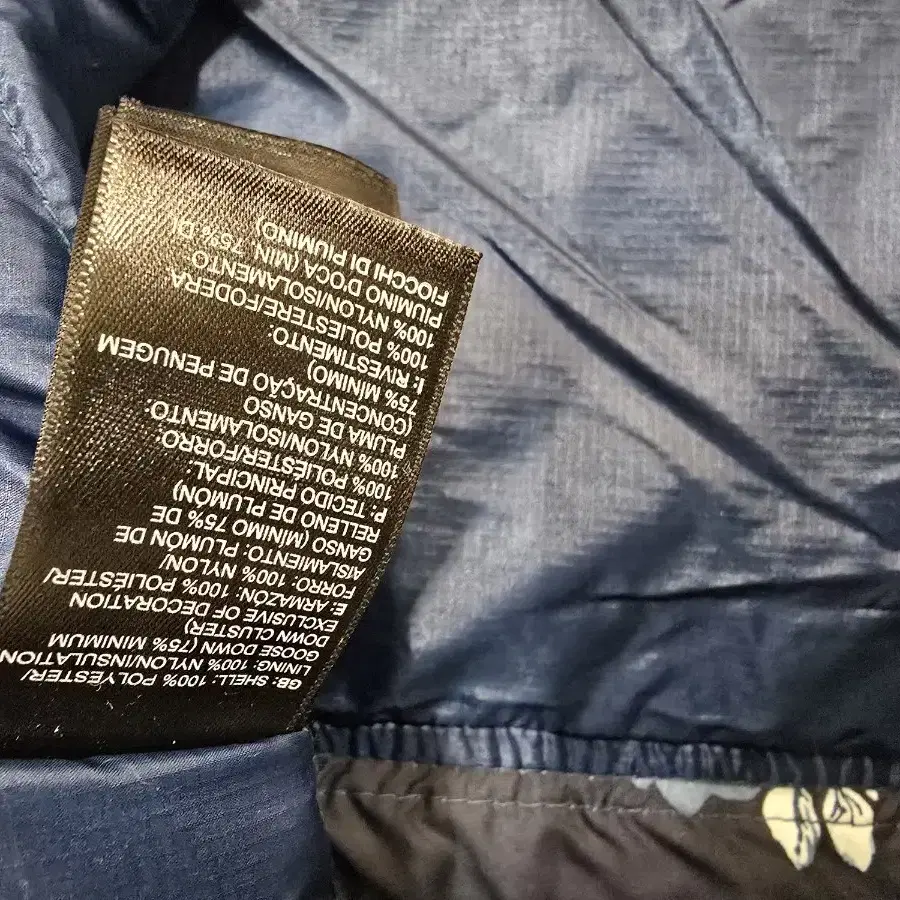 GB: SHELL: 100% POLYESTER/
LINING: 100% NYLON/INSULATION
GOOSE DOWN (75% MINIMUM
DOWN CLUSTER)
EXCLUSIVE OF DECORATION
E: ARMAZÓN: 100% POLIÉSTER/
FORRO: 100% NYLON/
AISLAMIENTO: PLUMÓN DE
GANSO (MÍNIMO 75% DE
RELLENO DE PLUMÓN)
P: TECIDO PRINCIPAL:
100% POLIÉSTER/FORRO:
100% NYLON/ISOLAMENTO:
PLUMA DE GANSO
(CONCENTRAÇÃO DE PENUGEM
75% MÍNIMO)
I: RIVESTIMENTO:
100% POLIESTERE/FODERA
100% NYLON/ISOLAMENTO
PIUMINO D'OCA (MIN. 75% DI
FIOCCHI DI PIUMINO)